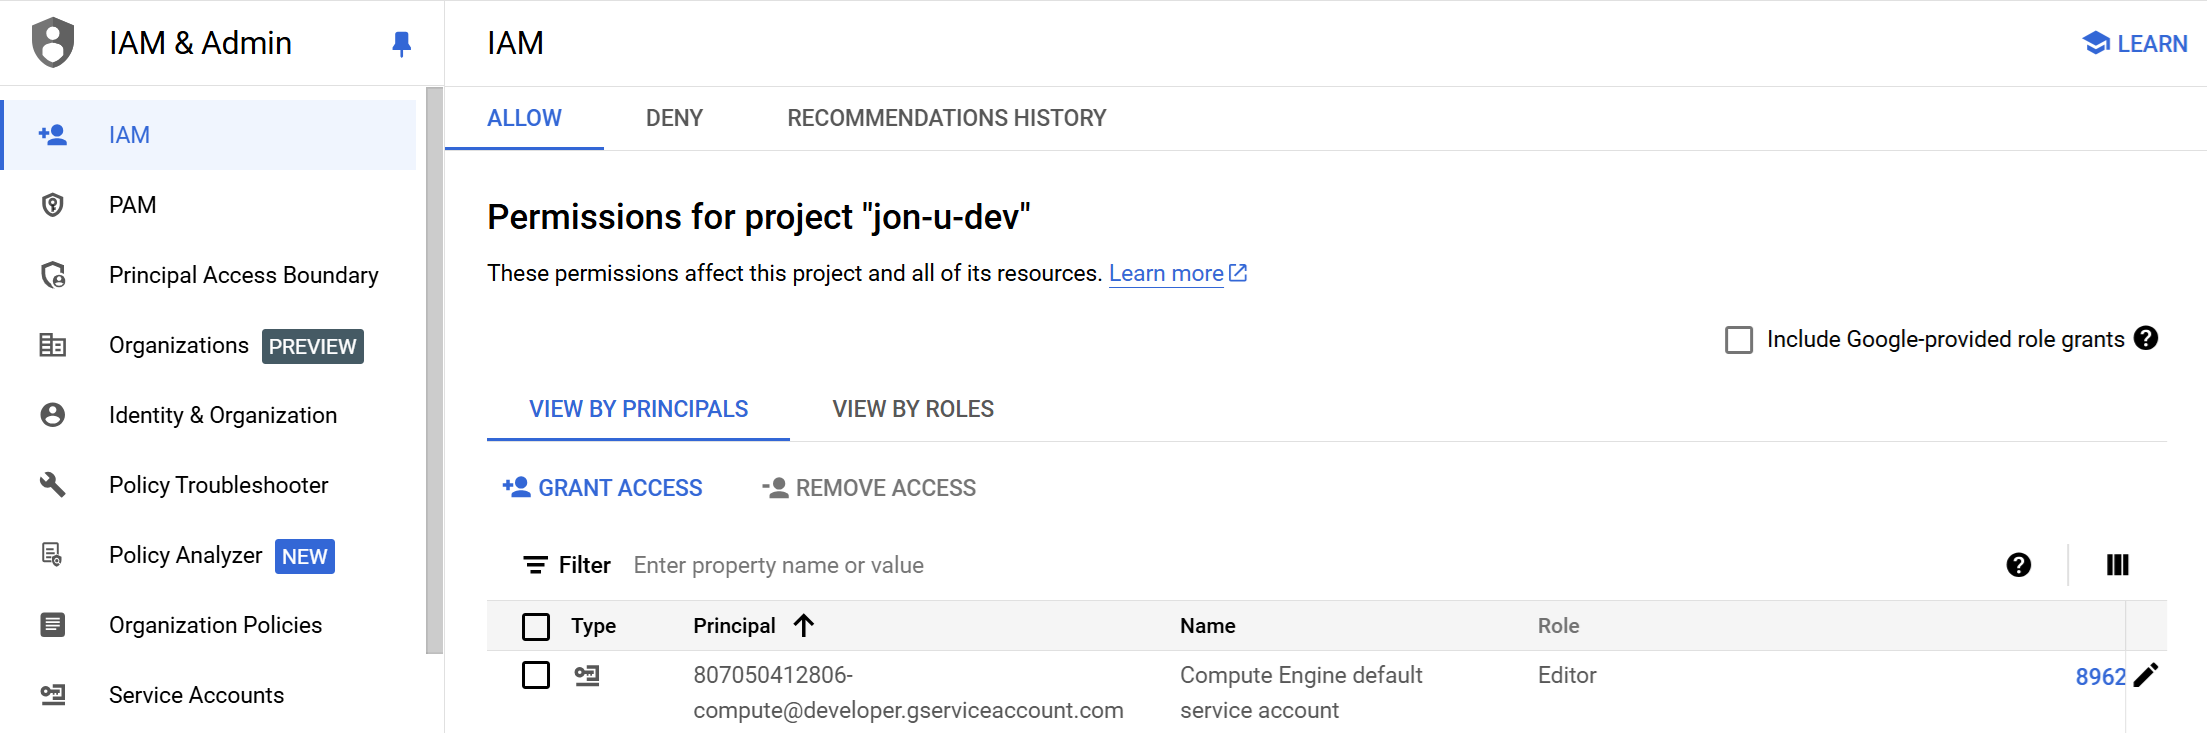 IAM & Admin
IAM
LEARN
IAM
PAM
Principal Access Boundary
Organizations PREVIEW
Identity & Organization
Policy Troubleshooter
Policy Analyzer NEW
Organization Policies
Service Accounts
ALLOW DENY RECOMMENDATIONS HISTORY
Permissions for project "jon-u-dev"
These permissions affect this project and all of its resources. Learn more
Include Google-provided role grants
VIEW BY PRINCIPALS VIEW BY ROLES
GRANT ACCESS REMOVE ACCESS
Filter Enter property name or value
Type Principal Name Role
807050412806-
compute@developer.gserviceaccount.com
Compute Engine default
service account
Editor
8962